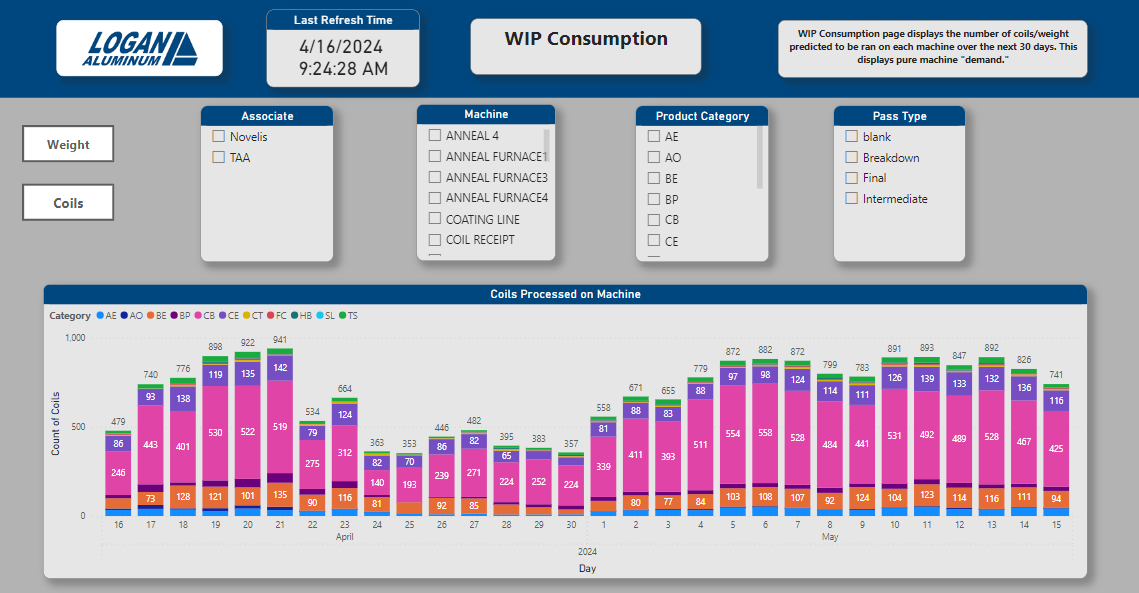 LOGAN
ALUMINUM
Last Refresh Time
4/16/2024
9:24:28 AM
WIP Consumption
WIP Consumption page displays the number of coils/weight
predicted to be ran on each machine over the next 30 days. This
displays pure machine "demand."
Weight
Coils
Associate
Novelis
TAA
Machine
ANNEAL 4
ANNEAL FURNACE1
ANNEAL FURNACE3
ANNEAL FURNACE4
COATING LINE
COIL RECEIPT
Product Category
AE
AO
BE
BP
CB
CE
Pass Type
blank
Breakdown
Final
Intermediate
Coils Processed on Machine
Category AE AO BE BP CB CE CT FC HB SL TS
Count of Coils
1,000
500
0
479 740 776 898 922 941 534 664 363 353 446 482 395 383 357 558 671 655 779 872 882 872 799 783 891 893 847 892 826 741
86 93 138 119 135 142 79 124 82 70 86 82 65 81 88 83 88 97 98 124 114 111 126 139 133 132 136 116
246 443 401 530 522 519 275 312 140 193 239 271 224 252 224 339 411 393 511 554 558 528 484 441 531 492 489 528 467 425
73 128 121 101 135 90 116 81 92 85 80 77 84 103 108 107 92 124 104 123 114 116 111 94
16 17 18 19 20 21 22 23 24 25 26 27 28 29 30 1 2 3 4 5 6 7 8 9 10 11 12 13 14 15
April May
2024
Day